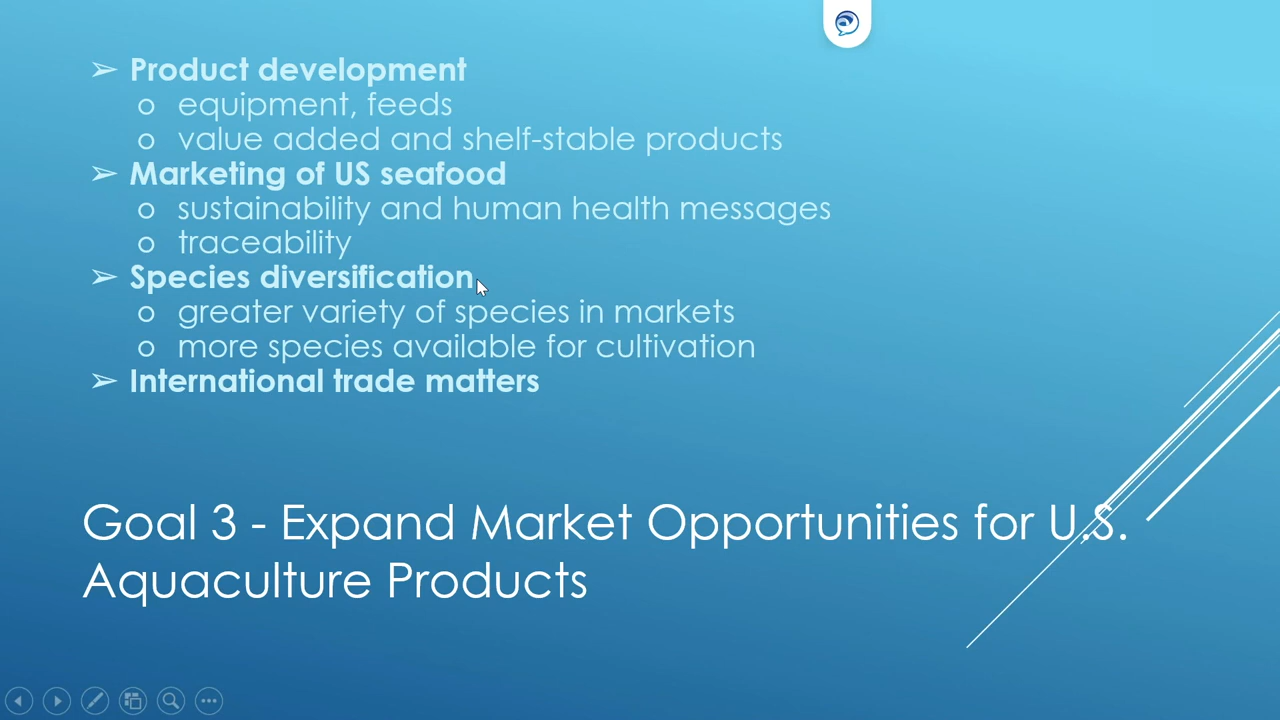 ➢ Product development
o equipment, feeds
o value added and shelf-stable products
➢ Marketing of US seafood
o sustainability and human health messages
o traceability
➢ Species diversification
o greater variety of species in markets
o more species available for cultivation
➢ International trade matters
Goal 3 - Expand Market Opportunities for U.S.
Aquaculture Products